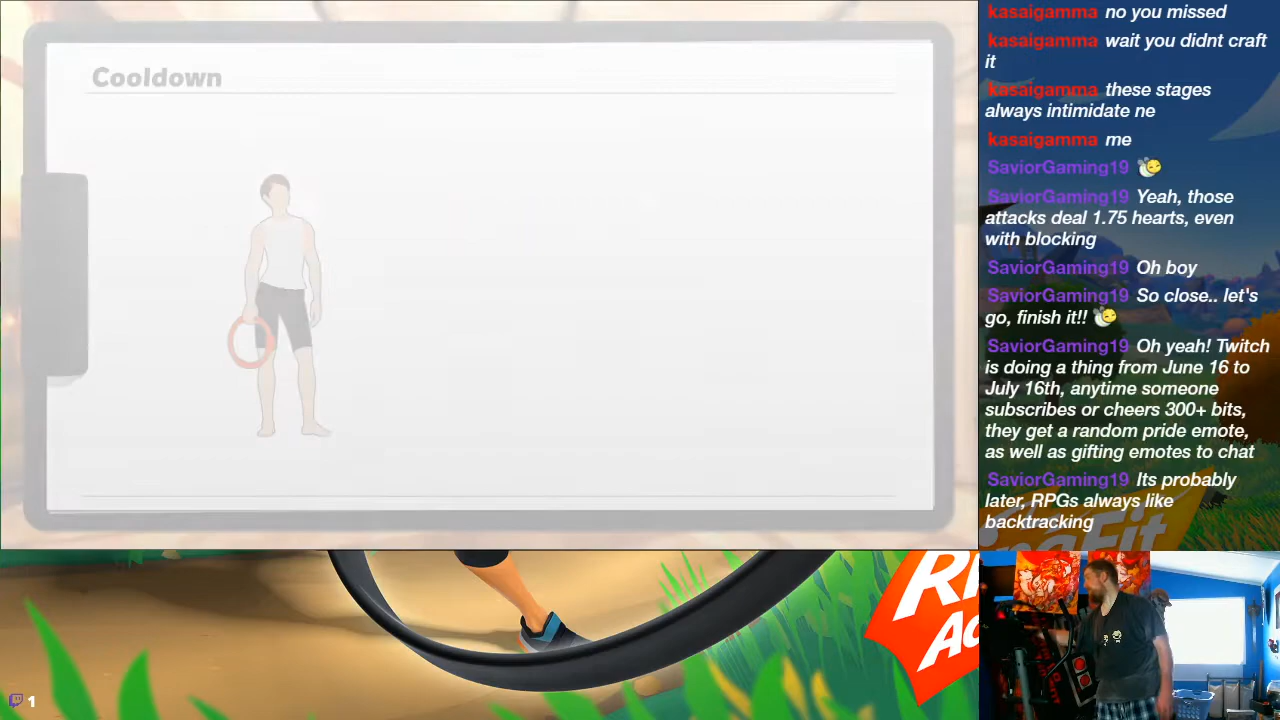 Cooldown
kasaigamma no you missed
kasaigamma wait you didnt craft
it
kasaigamma these stages
always intimidate ne
kasaigamma me
SaviorGaming19
SaviorGaming19 Yeah, those
attacks deal 1.75 hearts, even
with blocking
SaviorGaming19 Oh boy
SaviorGaming19 So close.. let's
go, finish it!!
SaviorGaming19 Oh yeah! Twitch
is doing a thing from June 16 to
July 16th, anytime someone
subscribes or cheers 300+ bits,
they get a random pride emote,
as well as gifting emotes to chat
SaviorGaming19 Its probably
later, RPGs always like
backtracking
ingFit
1